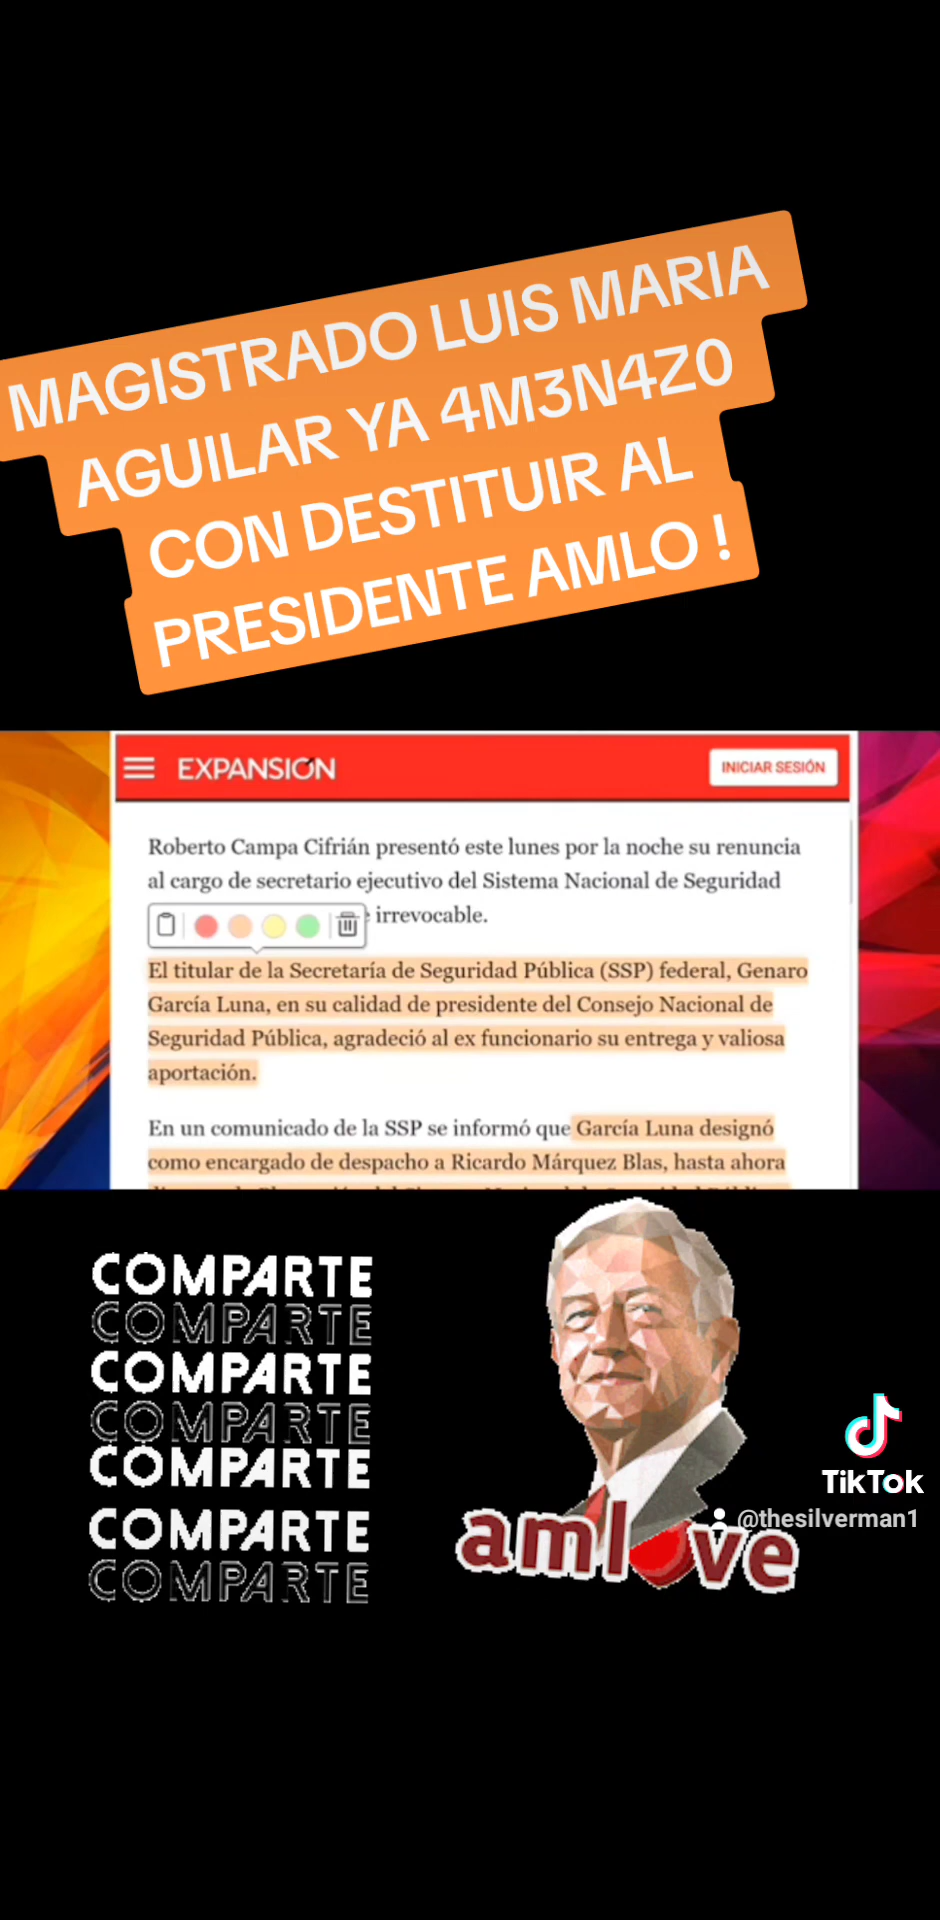 MAGISTRADO LUIS MARIA
AGUILAR YA 4M3N4Z0
CON DESTITUIR AL
PRESIDENTE AMLO !
EXPANSIÓN
INICIAR SESIÓN
Roberto Campa Cifrián presentó este lunes por la noche su renuncia
al cargo de secretario ejecutivo del Sistema Nacional de Seguridad
irrevocable.
El titular de la Secretaría de Seguridad Pública (SSP) federal, Genaro
García Luna, en su calidad de presidente del Consejo Nacional de
Seguridad Pública, agradeció al ex funcionario su entrega y valiosa
aportación.
En un comunicado de la SSP se informó que García Luna designó
como encargado de despacho a Ricardo Márquez Blas, hasta ahora
COMPARTE
COMPARTE
COMPARTE
COMPARTE
COMPARTE
COMPARTE
COMPARTE
TikTok
@thesilverman1
amlove